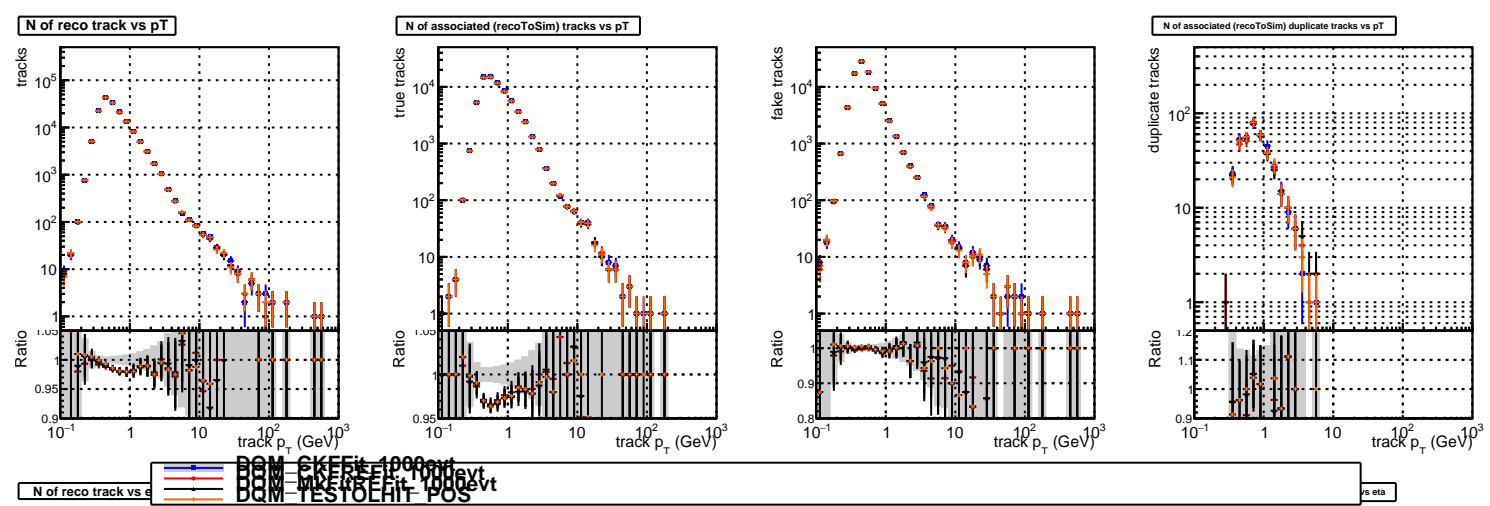 N of reco track vs pT
N of associated (recoToSim) tracks vs pT
N of associated (recoToSim) duplicate tracks vs pT
tracks
10^5
10^4
10^3
10^2
10
1
Ratio
1.05
1
0.95
0.9
10^-1 1 10 10^2 10^3
track p_T (GeV)
true tracks
10^4
10^3
10^2
10
1
Ratio
1.05
1
0.95
10^-1 1 10 10^2 10^3
track p_T (GeV)
fake tracks
10^4
10^3
10^2
10
1
Ratio
1
0.9
0.8
10^-1 1 10 10^2 10^3
track p_T (GeV)
duplicate tracks
10^2
10
1
Ratio
1.2
1.1
1
0.9
10^-1 1 10 10^2 10^3
track p_T (GeV)
DQM_CKFFit_1000evt
DQM_CKFREFit_1000evt
DQM_MKFitREFit_1000evt
DQM_TESTOLHIT_POS
N of reco track vs e
vs eta